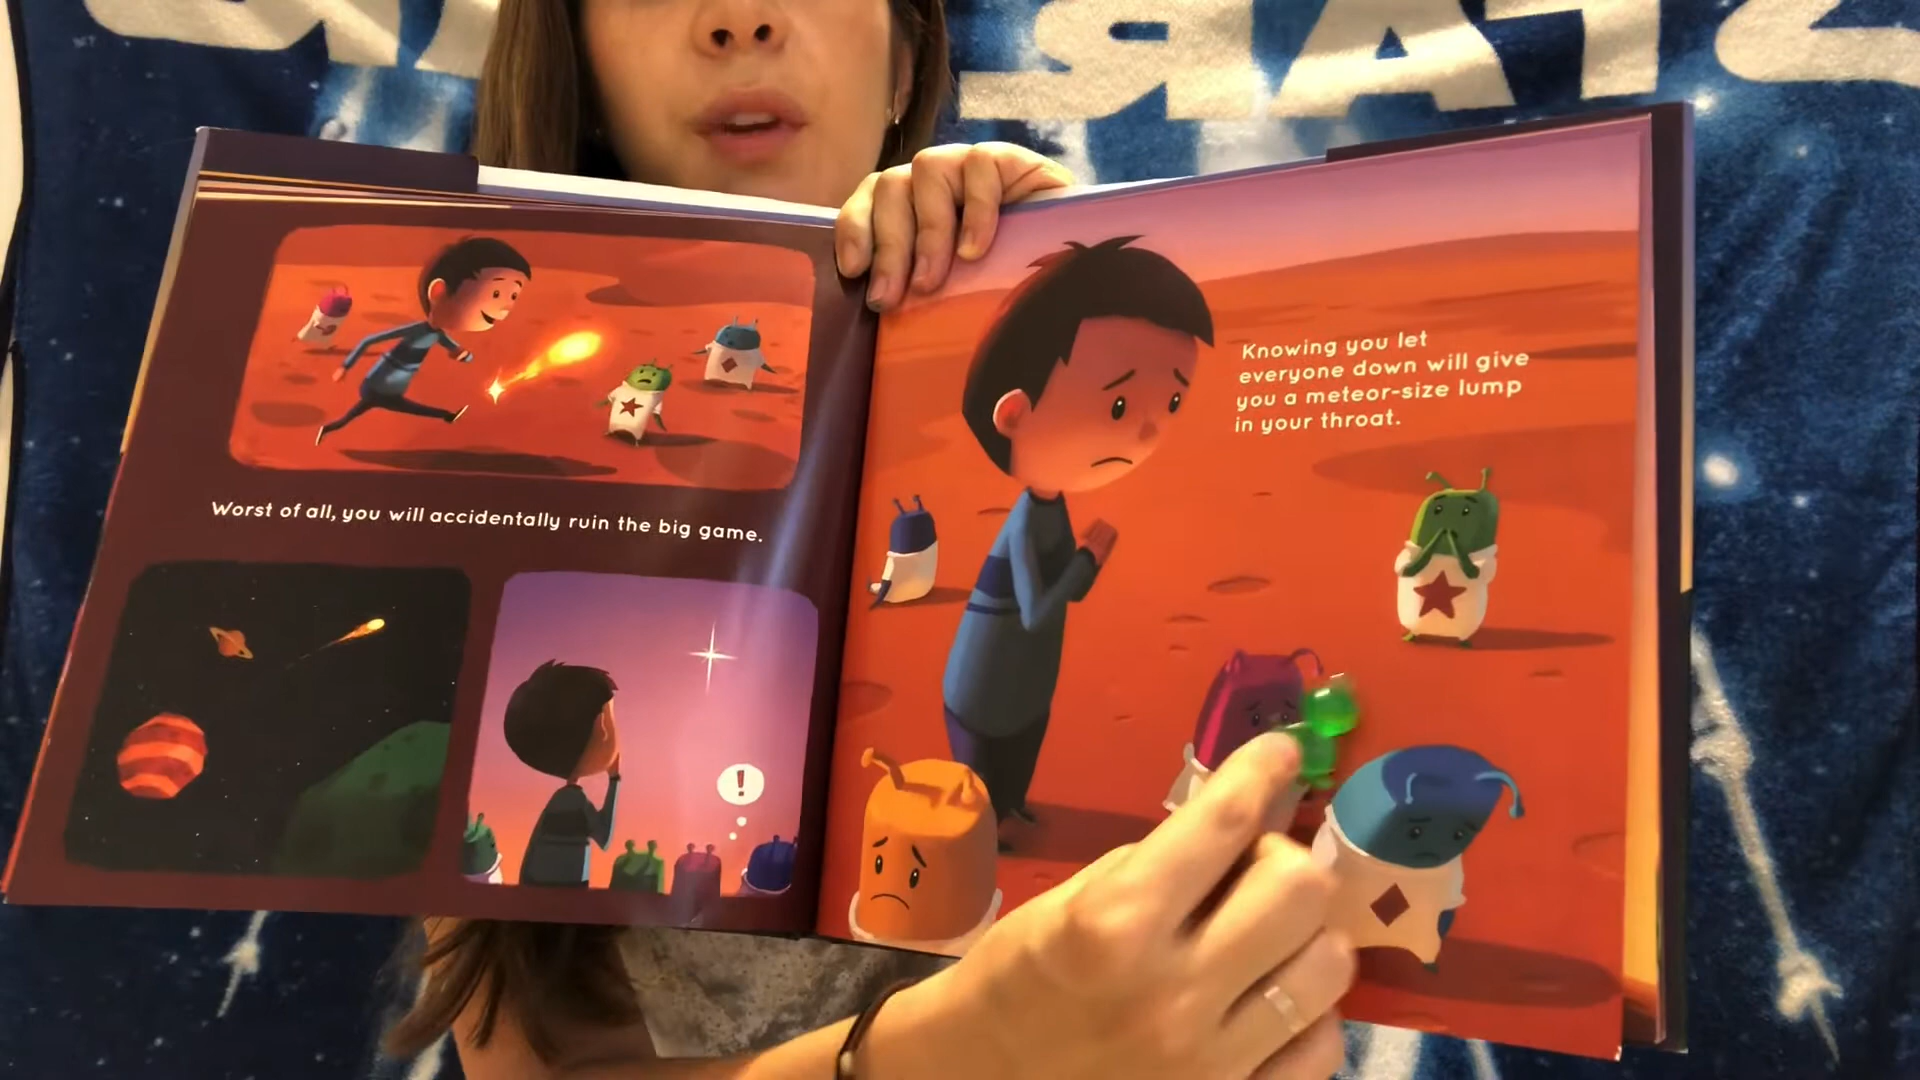 STAR
Worst of all, you will accidentally ruin the big game.
!
Knowing you let
everyone down will give
you a meteor-size lump
in your throat.